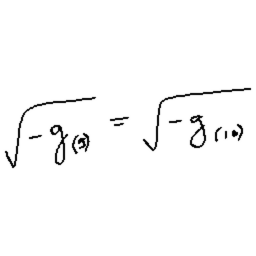 √-g(5) = √-g(10)